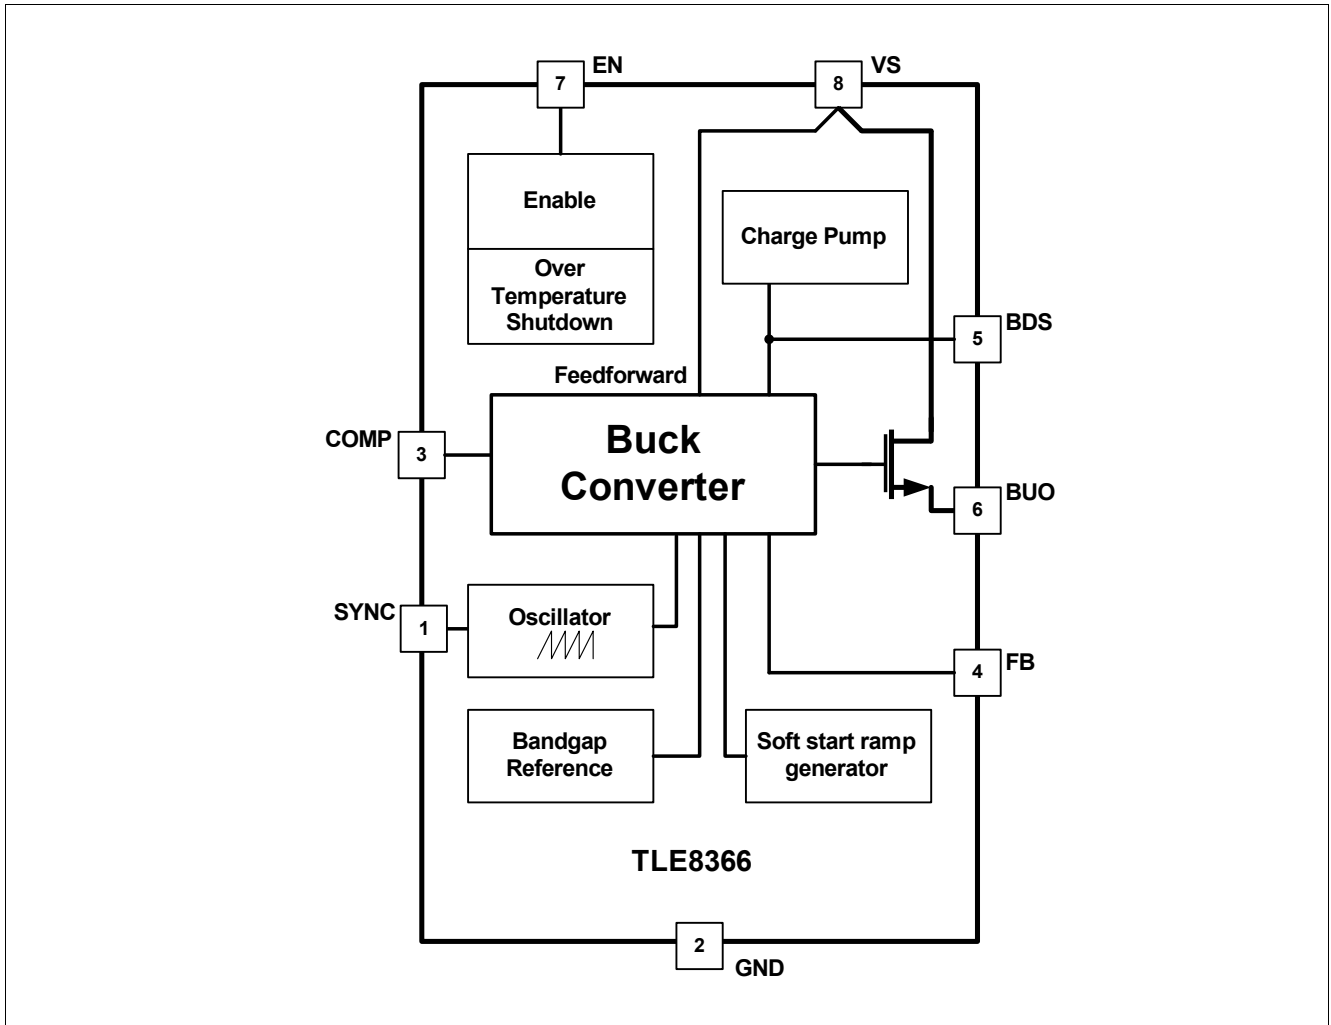 EN
VS
7
8
Enable
Charge Pump
Over
Temperature
Shutdown
BDS
5
Feedforward
COMP
3
Buck
Converter
BUO
6
SYNC
1
Oscillator
FB
4
Bandgap
Reference
Soft start ramp
generator
TLE8366
2
GND